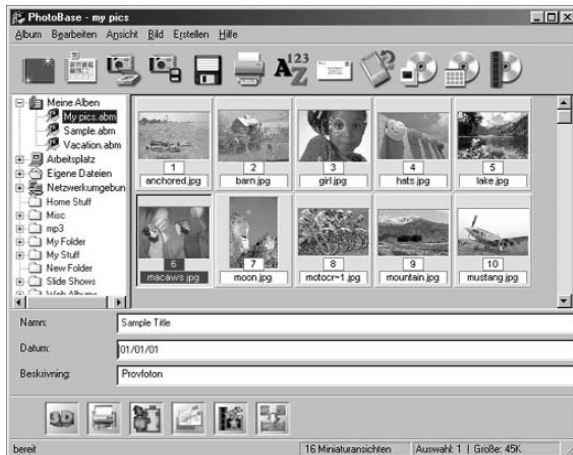 PhotoBase - my pics
Album Bearbeiten Ansicht Bild Erstellen Hilfe
A123
Z
Meine Alben
My pics.abm
Sample.abm
Vacation.abm
Arbeitsplatz
Eigene Dateien
Netzwerkumgebun
Home Stuff
Misc
mp3
My Folder
My Stuff
New Folder
Slide Shows
Web Albums
1 2 3 4 5
anchored.jpg barn.jpg girl.jpg hats.jpg lake.jpg
6 7 8 9 10
macaws.jpg moon.jpg motocr~1.jpg mountain.jpg mustang.jpg
Namn: Sample Title
Datum: 01/01/01
Beskrivning: Provfoton
bereit 16 Miniaturansichten Auswahl: 1 | Größe: 45K